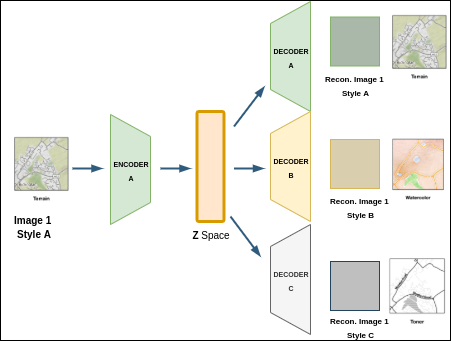 DECODER
A
Recon. Image 1
Style A
Terrain
ENCODER
A
Terrain
Image 1
Style A
Z Space
DECODER
B
Recon. Image 1
Style B
Watercolor
DECODER
C
Recon. Image 1
Style C
Toner